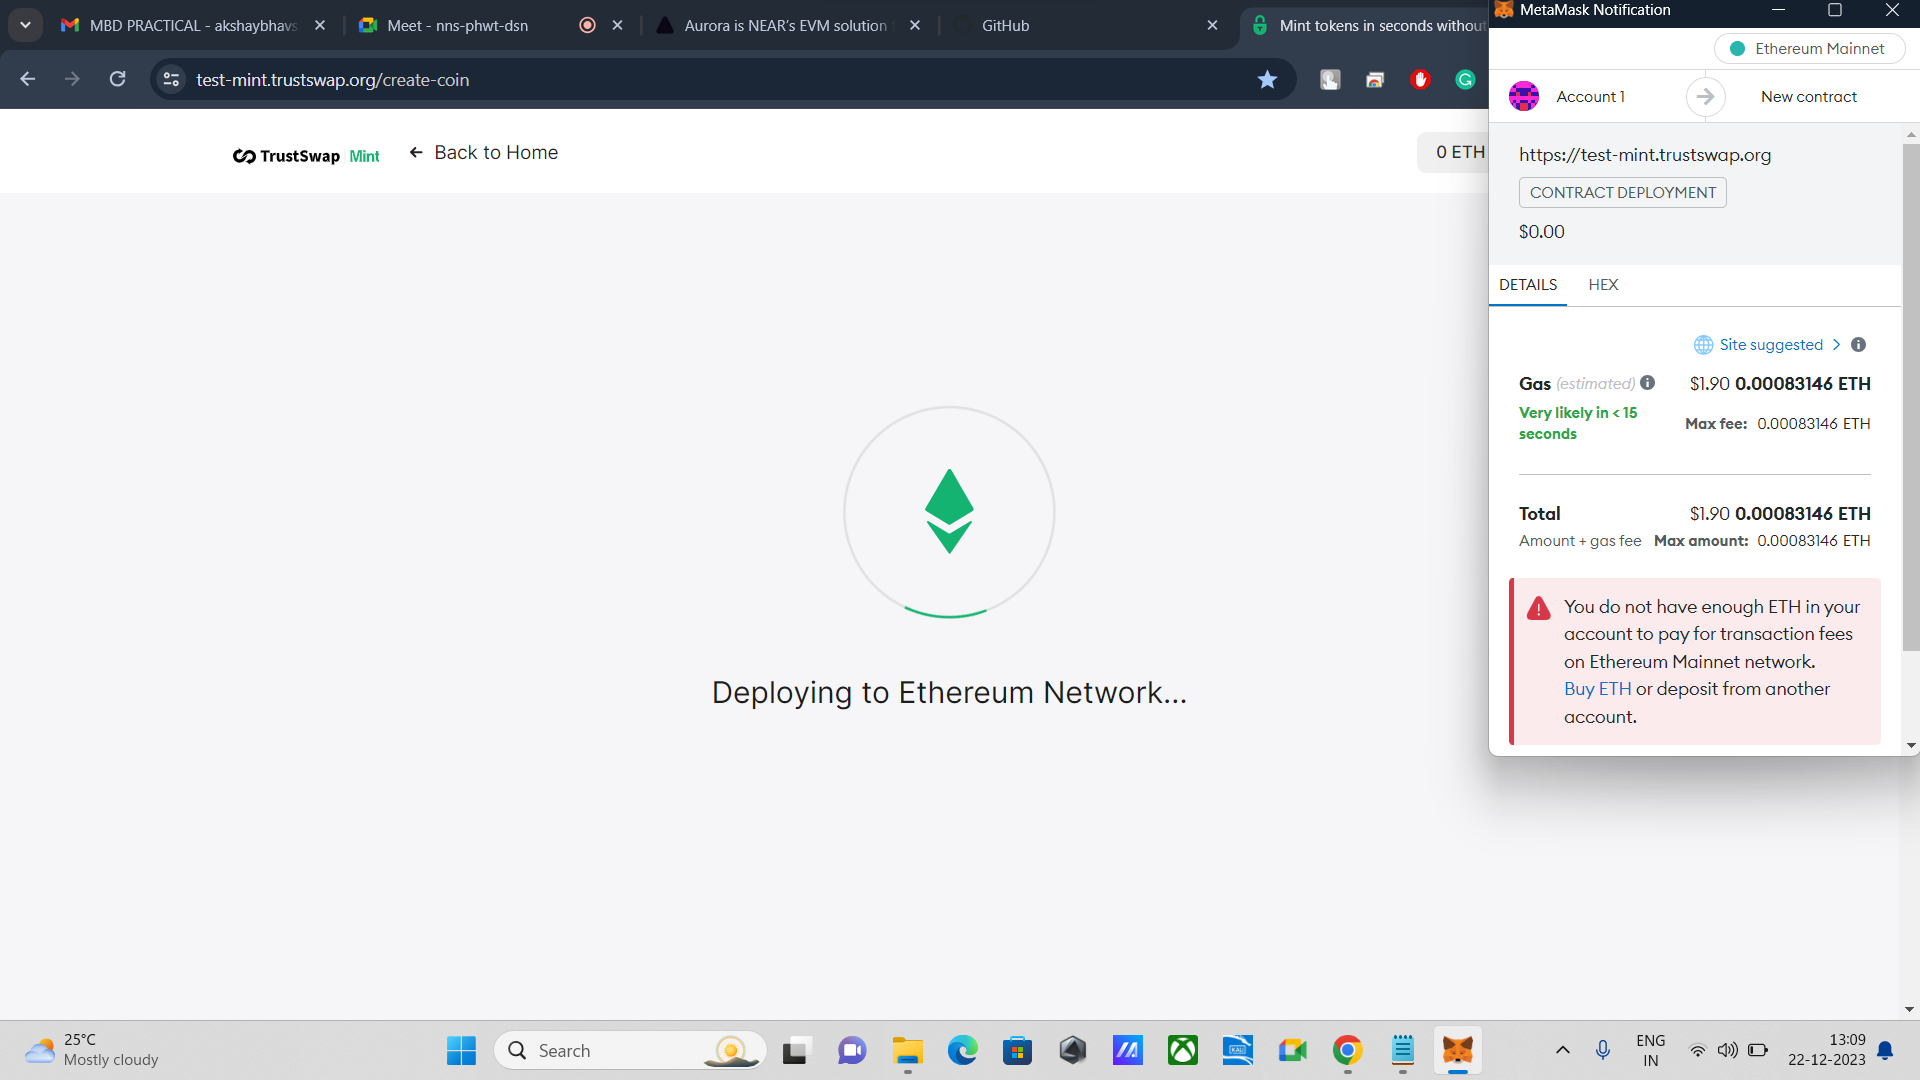 MBD PRACTICAL - akshaybhavs
Meet - nns-phwt-dsn
Aurora is NEAR's EVM solution
GitHub
Mint tokens in seconds without
test-mint.trustswap.org/create-coin
TrustSwap Mint
Back to Home
0 ETH
Deploying to Ethereum Network...
MetaMask Notification
Ethereum Mainnet
Account 1
New contract
https://test-mint.trustswap.org
CONTRACT DEPLOYMENT
$0.00
DETAILS HEX
Site suggested
Gas (estimated) $1.90 0.00083146 ETH
Very likely in < 15
seconds
Max fee: 0.00083146 ETH
Total $1.90 0.00083146 ETH
Amount + gas fee Max amount: 0.00083146 ETH
You do not have enough ETH in your
account to pay for transaction fees
on Ethereum Mainnet network.
Buy ETH or deposit from another
account.
25°C
Mostly cloudy
Search
ENG
IN
13:09
22-12-2023